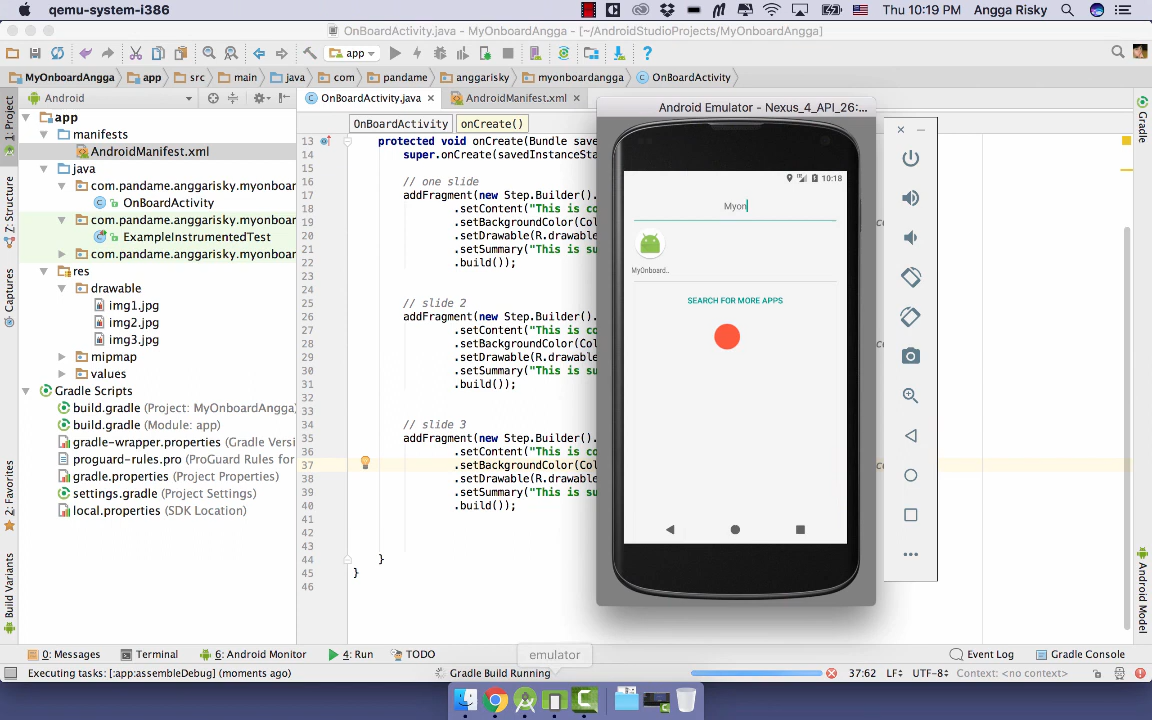 qemu-system-i386
Thu 10:19 PM Angga Risky
OnBoardActivity.java - MyOnboardAngga - [~/AndroidStudioProjects/MyOnboardAngga]
app
MyOnboardAngga app src main java com pandame anggarisky myonboardangga OnBoardActivity
Android
OnBoardActivity.java
AndroidManifest.xml
OnBoardActivity
onCreate()
1: Project
Z: Structure
Captures
2: Favorites
Build Variants
app
manifests
AndroidManifest.xml
java
com.pandame.anggarisky.myonboar
OnBoardActivity
com.pandame.anggarisky.myonboar
ExampleInstrumentedTest
com.pandame.anggarisky.myonboar
res
drawable
img1.jpg
img2.jpg
img3.jpg
mipmap
values
Gradle Scripts
build.gradle (Project: MyOnboardAngga)
build.gradle (Module: app)
gradle-wrapper.properties (Gradle Versi
proguard-rules.pro (ProGuard Rules for
gradle.properties (Project Properties)
settings.gradle (Project Settings)
local.properties (SDK Location)
13 protected void onCreate(Bundle save
14 super.onCreate(savedInstanceSta
15
16 // one slide
17 addFragment(new Step.Builder().
18 .setContent("This is co
19 .setBackgroundColor(Col
20 .setDrawable(R.drawable
21 .setSummary("This is su
22 .build());
23
24
25 // slide 2
26 addFragment(new Step.Builder().
27 .setContent("This is co
28 .setBackgroundColor(Col
29 .setDrawable(R.drawable
30 .setSummary("This is su
31 .build());
32
33
34 // slide 3
35 addFragment(new Step.Builder().
36 .setContent("This is co
37 .setBackgroundColor(Col
38 .setDrawable(R.drawable
39 .setSummary("This is su
40 .build());
41
42
43
44 }
45 }
46
Android Emulator - Nexus_4_API_26:...
10:18
Myon
MyOnboard..
SEARCH FOR MORE APPS
Gradle
Android Model
0: Messages
Terminal
6: Android Monitor
4: Run
TODO
emulator
Event Log
Gradle Console
Executing tasks: [:app:assembleDebug] (moments ago)
Gradle Build Running
37:62 LF÷ UTF-8÷ Context: <no context>